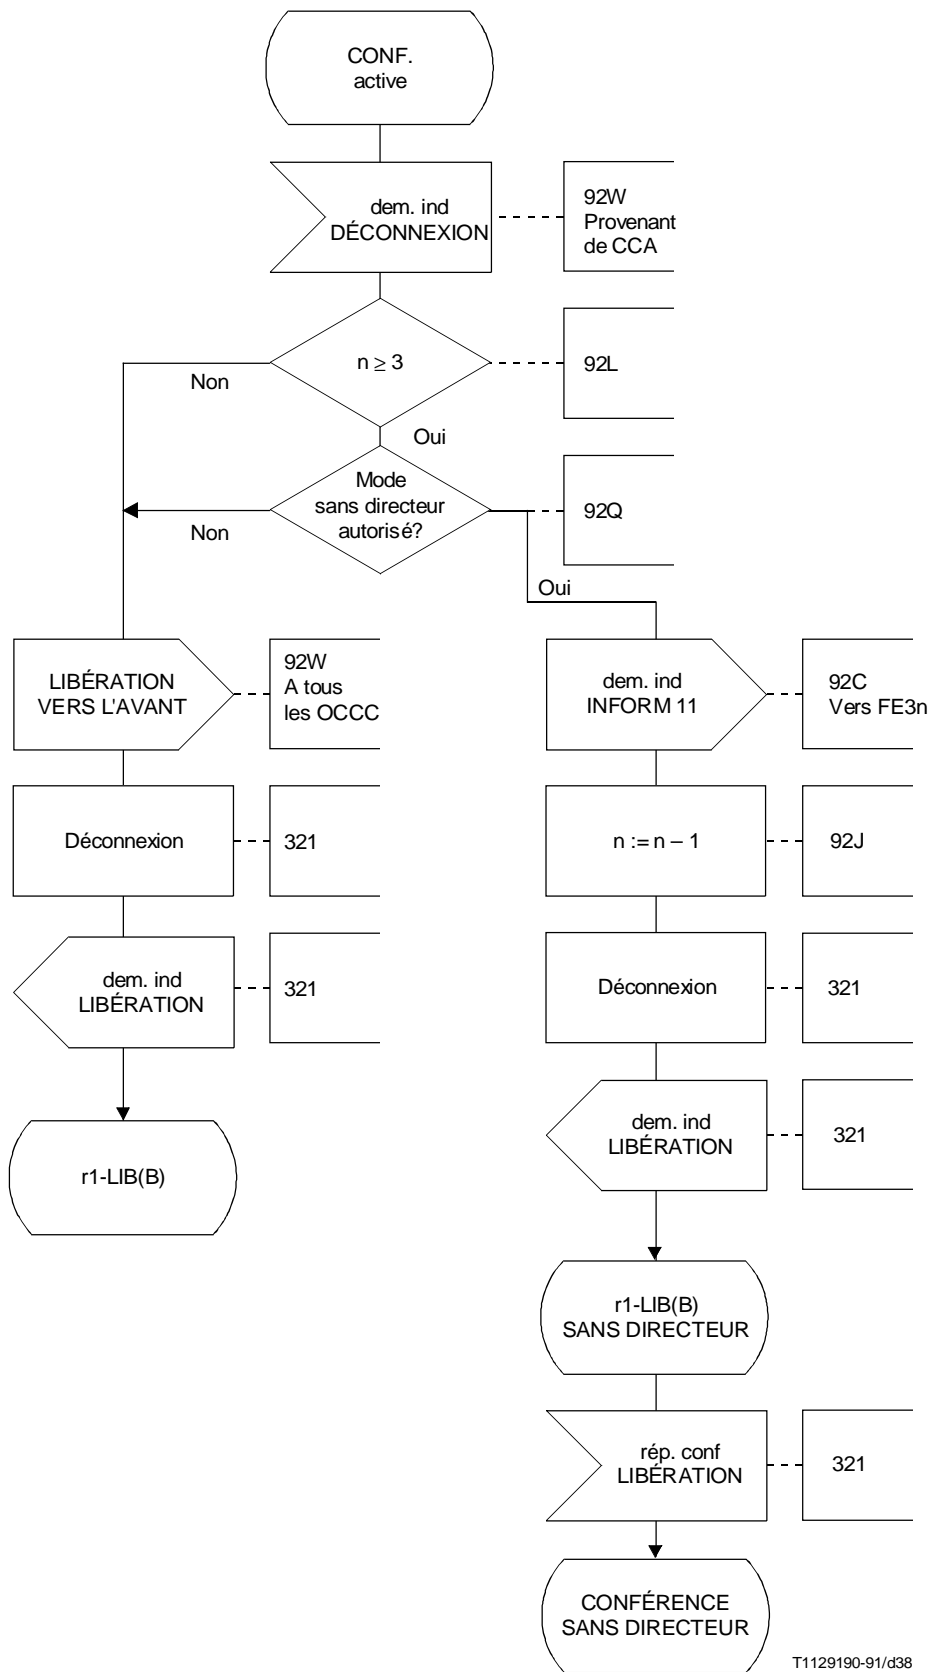 CONF.
active
dem. ind
DÉCONNEXION
92W
Provenant
de CCA
n ≥ 3
92L
Non
Oui
Mode
sans directeur
autorisé?
92Q
Non
Oui
LIBÉRATION
VERS L'AVANT
92W
A tous
les OCCC
dem. ind
INFORM 11
92C
Vers FE3n
Déconnexion
321
n := n – 1
92J
dem. ind
LIBÉRATION
321
Déconnexion
321
r1-LIB(B)
dem. ind
LIBÉRATION
321
r1-LIB(B)
SANS DIRECTEUR
rép. conf
LIBÉRATION
321
CONFÉRENCE
SANS DIRECTEUR
T1129190-91/d38